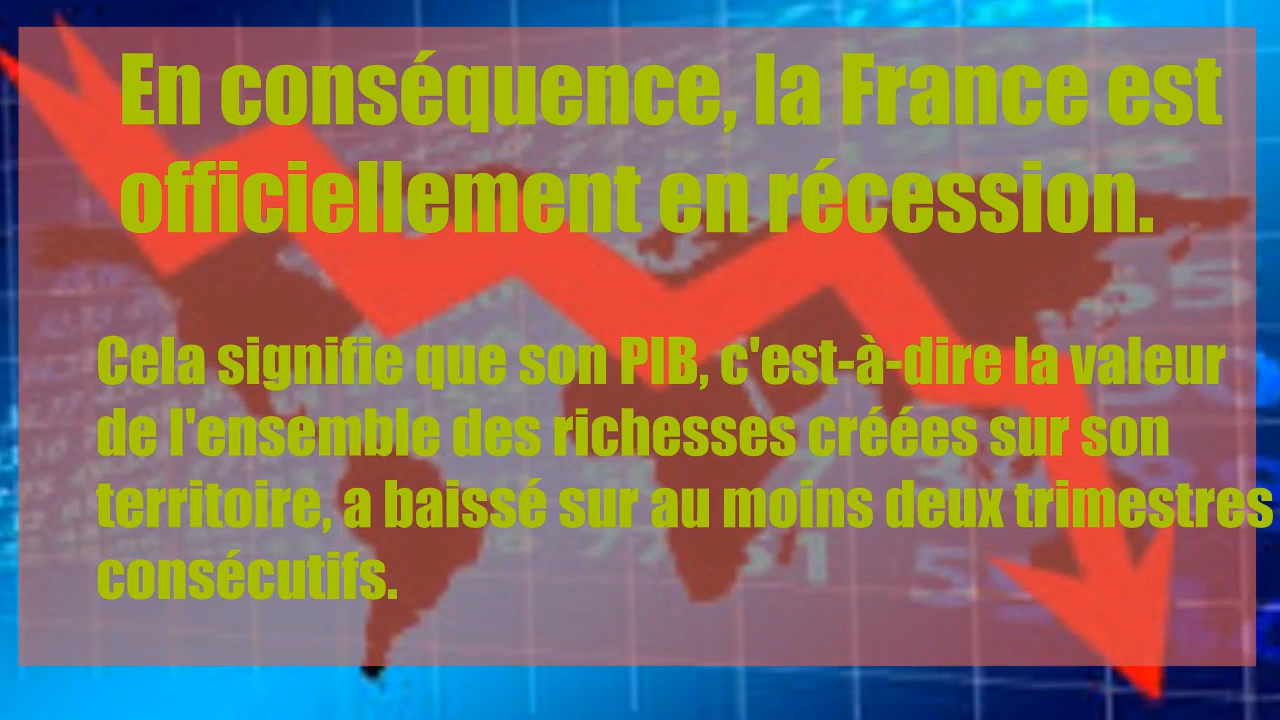 En conséquence, la France est
officiellement en récession.
Cela signifie que son PIB, c'est-à-dire la valeur
de l'ensemble des richesses créées sur son
territoire, a baissé sur au moins deux trimestres
consécutifs.